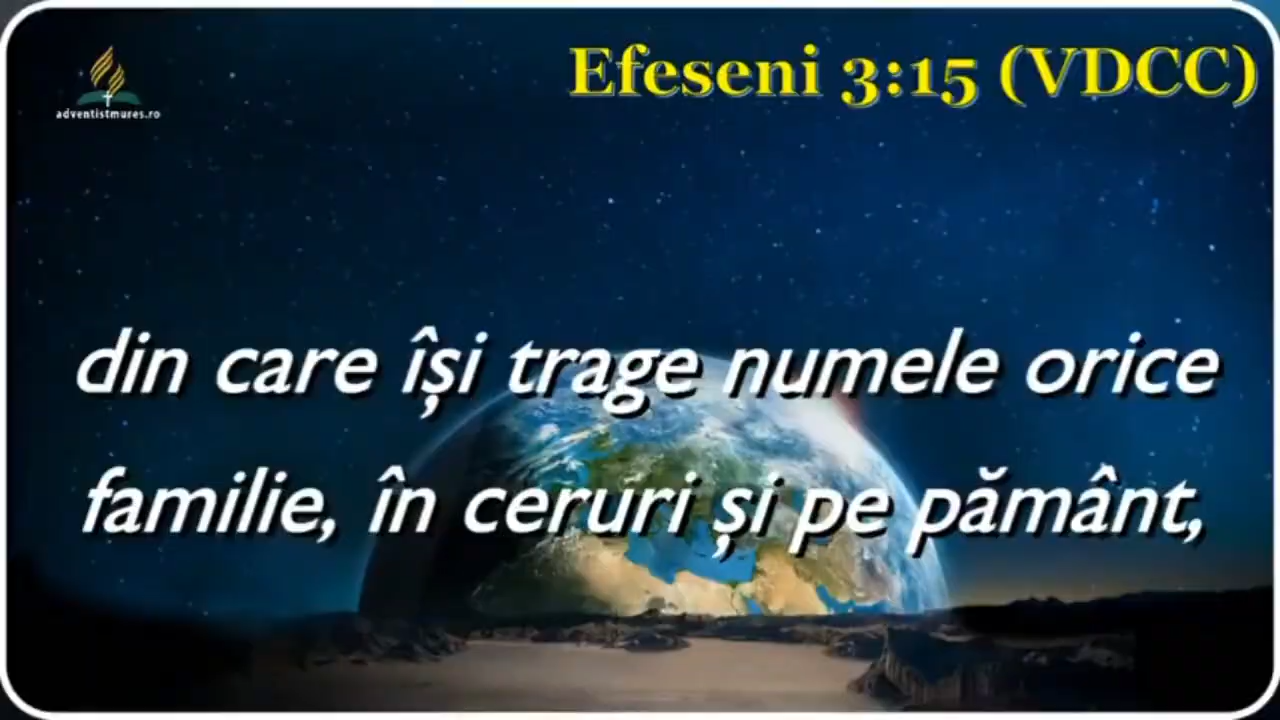 Efeseni 3:15 (VDCC)
adventistmures.ro
din care își trage numele orice
familie, în ceruri și pe pământ,